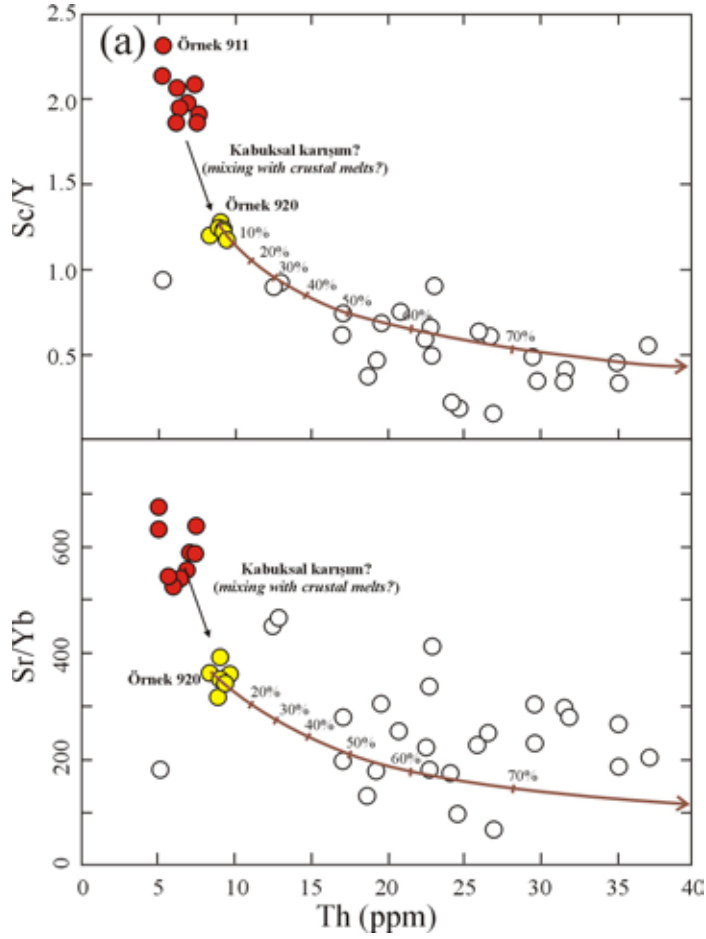 (a)
2.5
2.0
1.5
1.0
0.5
Sc/Y
Örnek 911
Kabuksal karışım?
(mixing with crustal melts?)
Örnek 920
10%
20%
30%
40%
50%
60%
70%
600
400
200
0
Sr/Yb
Kabuksal karışım?
(mixing with crustal melts?)
Örnek 920
20%
30%
40%
50%
60%
70%
0 5 10 15 20 25 30 35 40
Th (ppm)